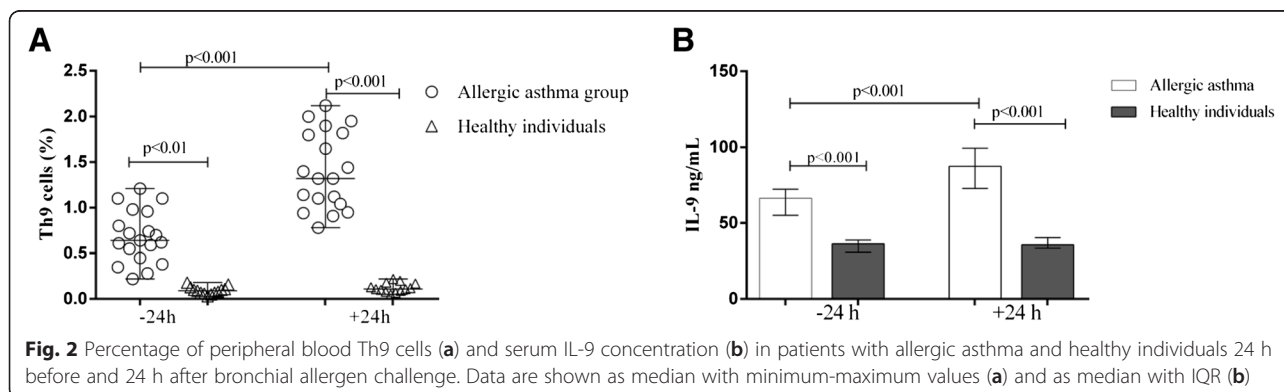 A
p<0.001
2.5
p<0.001
Allergic asthma group
Healthy individuals
2.0
p<0.01
1.5
1.0
0.5
0.0
Th9 cells (%)
-24h
+24h
B
150
p<0.001
p<0.001
Allergic asthma
Healthy individuals
100
p<0.001
50
0
IL-9 ng/mL
-24 h
+24 h
Fig. 2 Percentage of peripheral blood Th9 cells (a) and serum IL-9 concentration (b) in patients with allergic asthma and healthy individuals 24 h
before and 24 h after bronchial allergen challenge. Data are shown as median with minimum-maximum values (a) and as median with IQR (b)